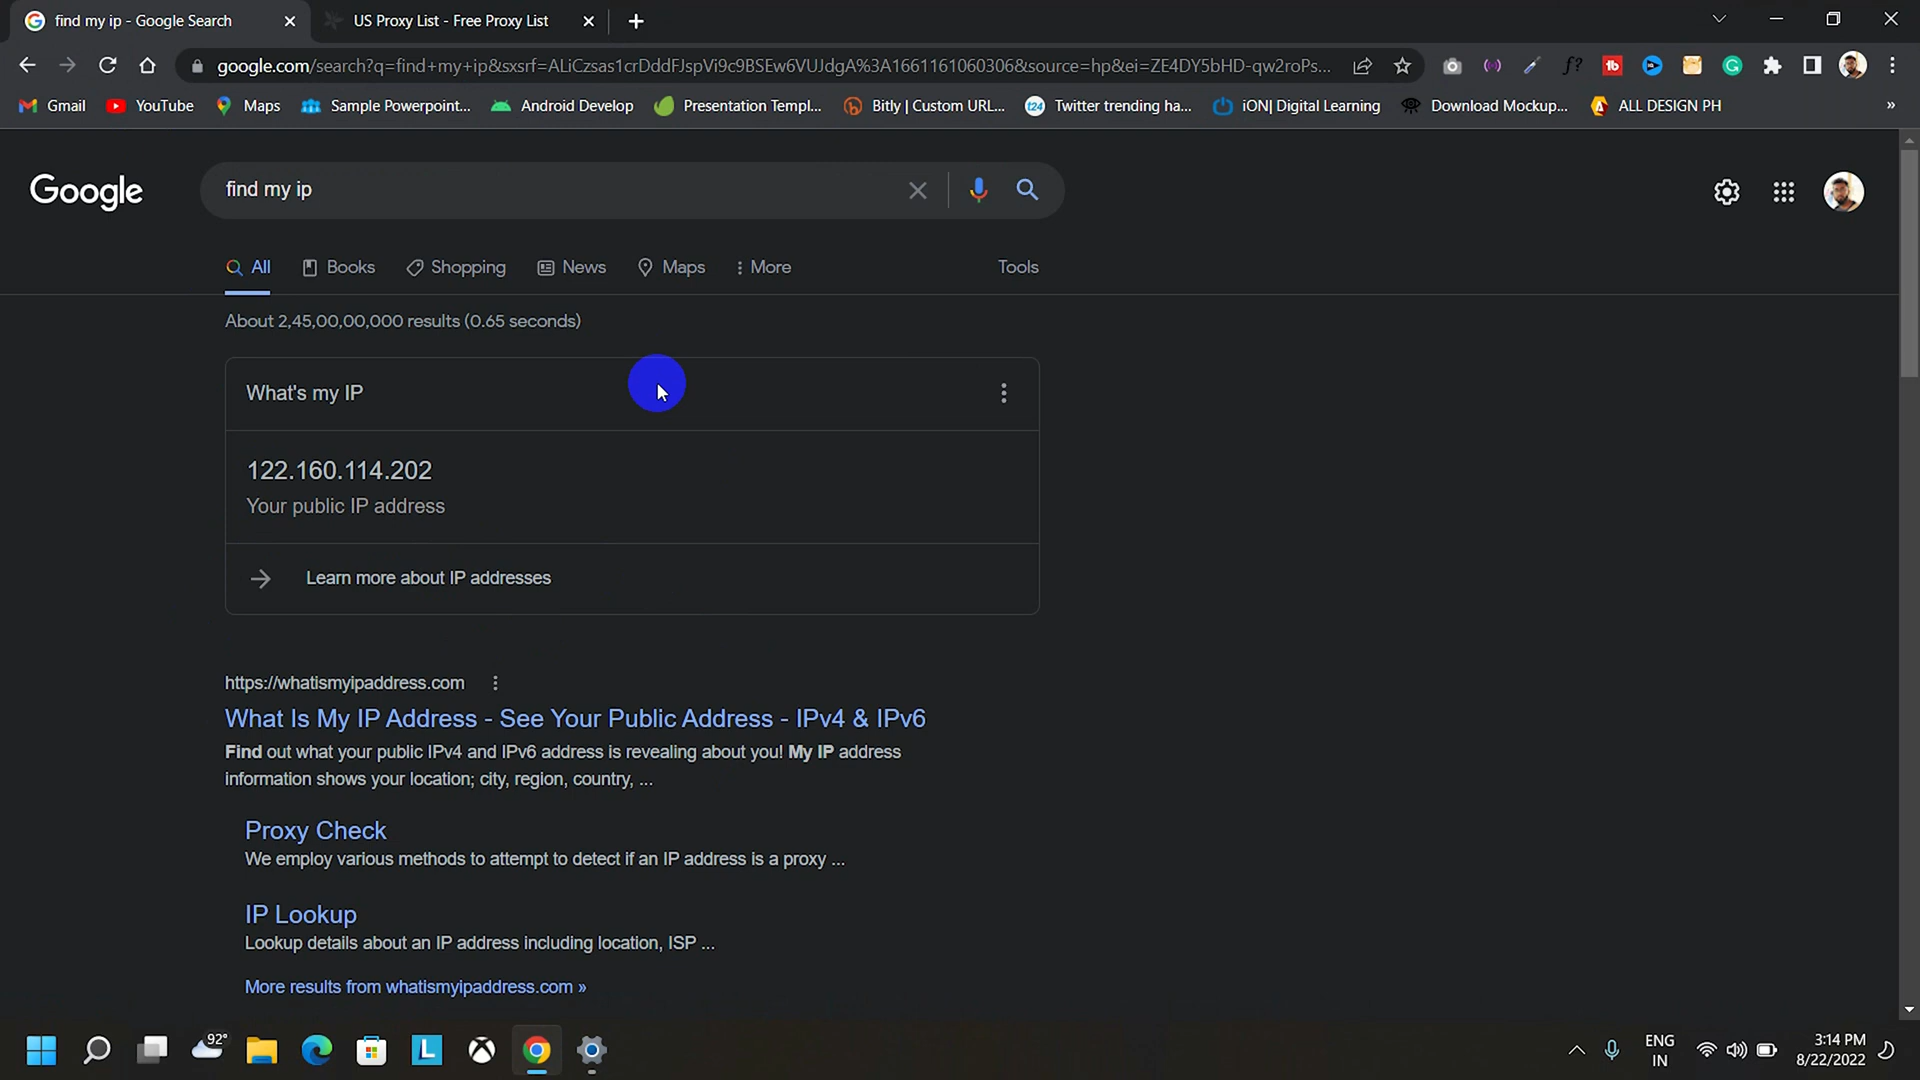 find my ip - Google Search
US Proxy List - Free Proxy List
google.com/search?q=find+my+ip&sxsrf=ALiCzsas1crDddFJspVi9c9BSEw6VUJdgA%3A1661161060306&source=hp&ei=ZE4DY5bHD-qw2roPs...
Gmail
YouTube
Maps
Sample Powerpoint...
Android Develop
Presentation Templ...
Bitly | Custom URL...
t24
Twitter trending ha...
iON| Digital Learning
Download Mockup...
ALL DESIGN PH
»
Google
find my ip
All
Books
Shopping
News
Maps
More
Tools
About 2,45,00,00,000 results (0.65 seconds)
What's my IP
122.160.114.202
Your public IP address
Learn more about IP addresses
https://whatismyipaddress.com
What Is My IP Address - See Your Public Address - IPv4 & IPv6
Find out what your public IPv4 and IPv6 address is revealing about you! My IP address
information shows your location; city, region, country, ...
Proxy Check
We employ various methods to attempt to detect if an IP address is a proxy ...
IP Lookup
Lookup details about an IP address including location, ISP ...
More results from whatismyipaddress.com »
92°
L
ENG
IN
3:14 PM
8/22/2022